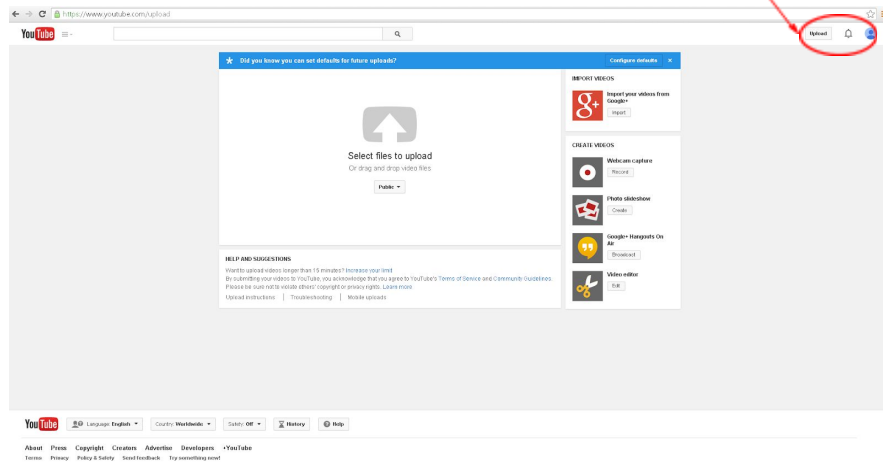 https://www.youtube.com/upload
YouTube
Upload
Did you know you can set defaults for future uploads?
Configure defaults ×
Select files to upload
Or drag and drop video files
Public
IMPORT VIDEOS
Import your videos from
Google+
Import
CREATE VIDEOS
Webcam capture
Record
Photo slideshow
Create
Google+ Hangouts On
Air
Broadcast
Video editor
Edit
HELP AND SUGGESTIONS
Want to upload videos longer than 15 minutes? Increase your limit
By submitting your videos to YouTube, you acknowledge that you agree to YouTube's Terms of Service and Community Guidelines.
Please be sure not to violate others' copyright or privacy rights. Learn more
Upload instructions | Troubleshooting | Mobile uploads
YouTube Language: English Country: Worldwide Safety: Off History Help
About Press Copyright Creators Advertise Developers +YouTube
Terms Privacy Policy & Safety Send feedback Try something new!